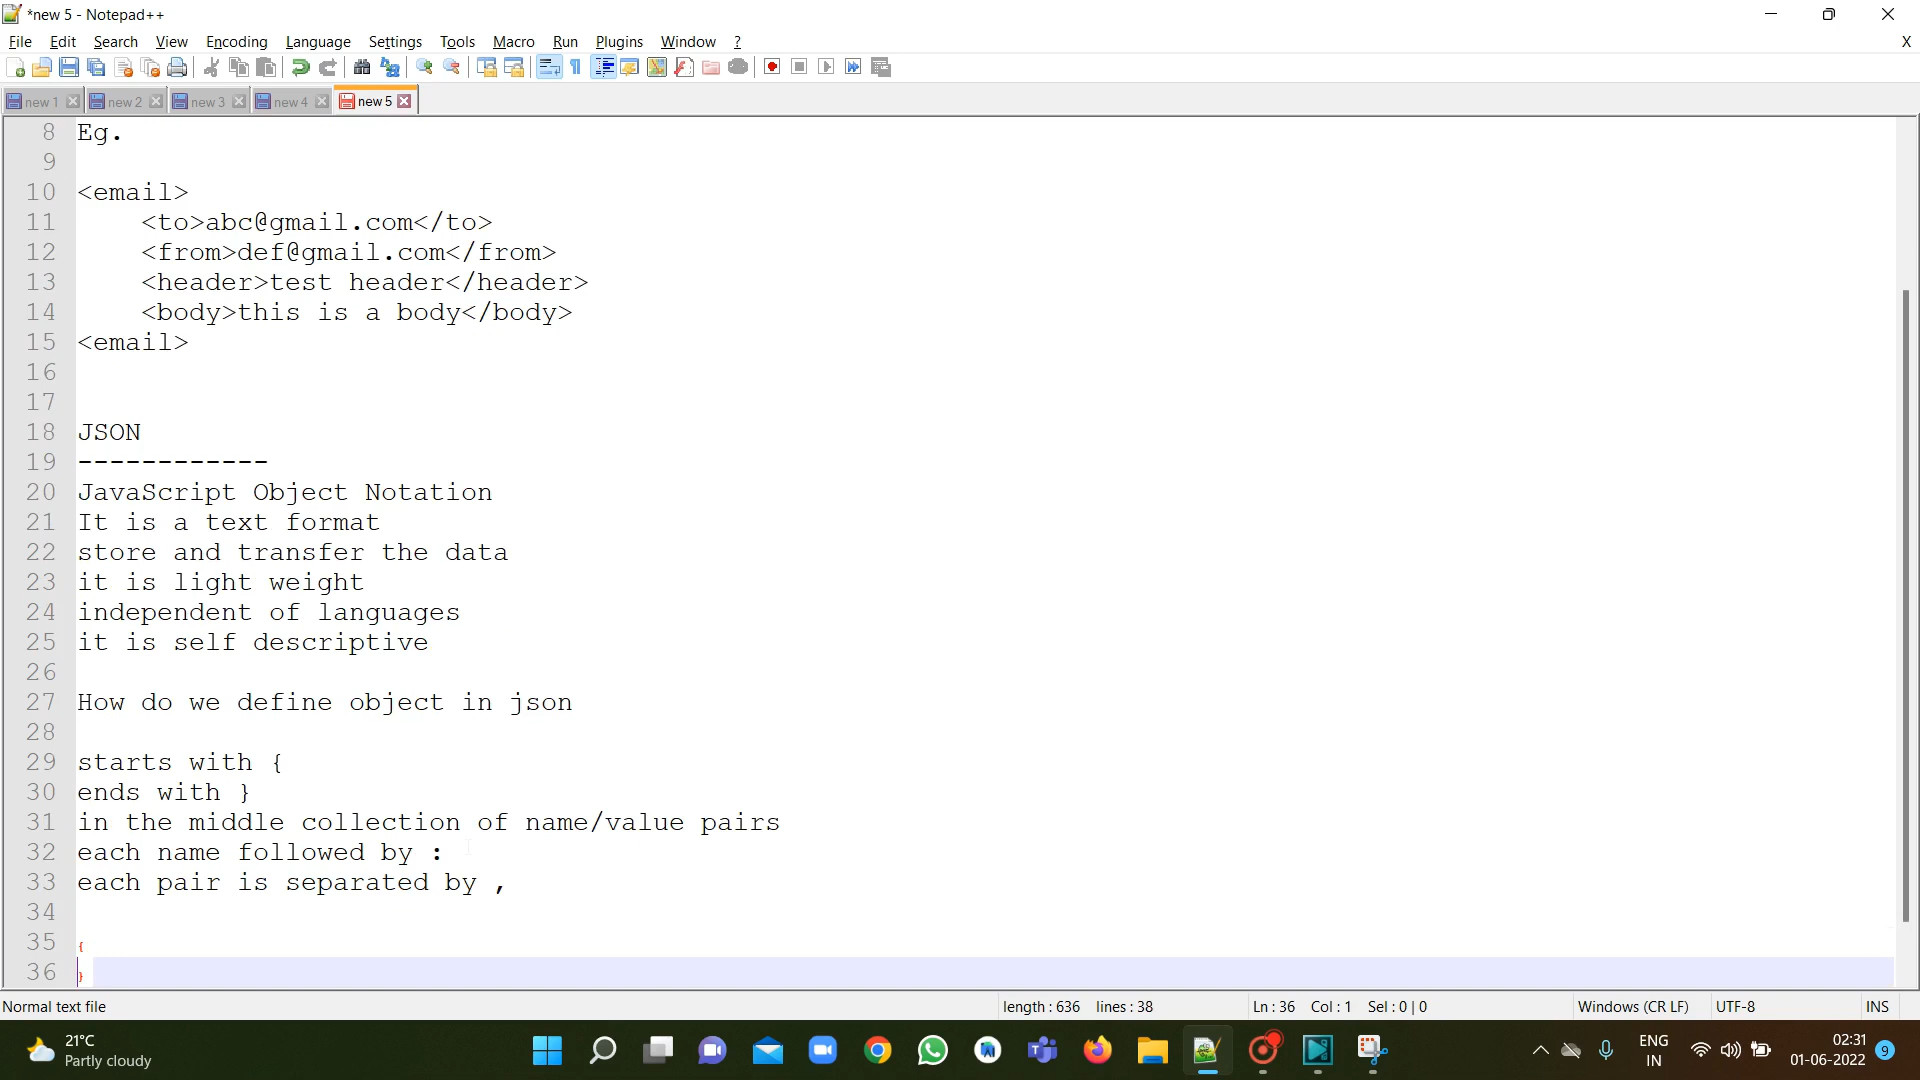 *new 5 - Notepad++
File Edit Search View Encoding Language Settings Tools Macro Run Plugins Window ?
X
new 1 new 2 new 3 new 4 new 5
8 Eg.
9
10 <email>
11 <to>abc@gmail.com</to>
12 <from>def@gmail.com</from>
13 <header>test header</header>
14 <body>this is a body</body>
15 <email>
16
17
18 JSON
19 ------------
20 JavaScript Object Notation
21 It is a text format
22 store and transfer the data
23 it is light weight
24 independent of languages
25 it is self descriptive
26
27 How do we define object in json
28
29 starts with {
30 ends with }
31 in the middle collection of name/value pairs
32 each name followed by :
33 each pair is separated by ,
34
35 {
36 }
Normal text file length : 636 lines : 38 Ln : 36 Col : 1 Sel : 0 | 0 Windows (CR LF) UTF-8 INS
21°C
Partly cloudy
ENG
IN
02:31
01-06-2022
9